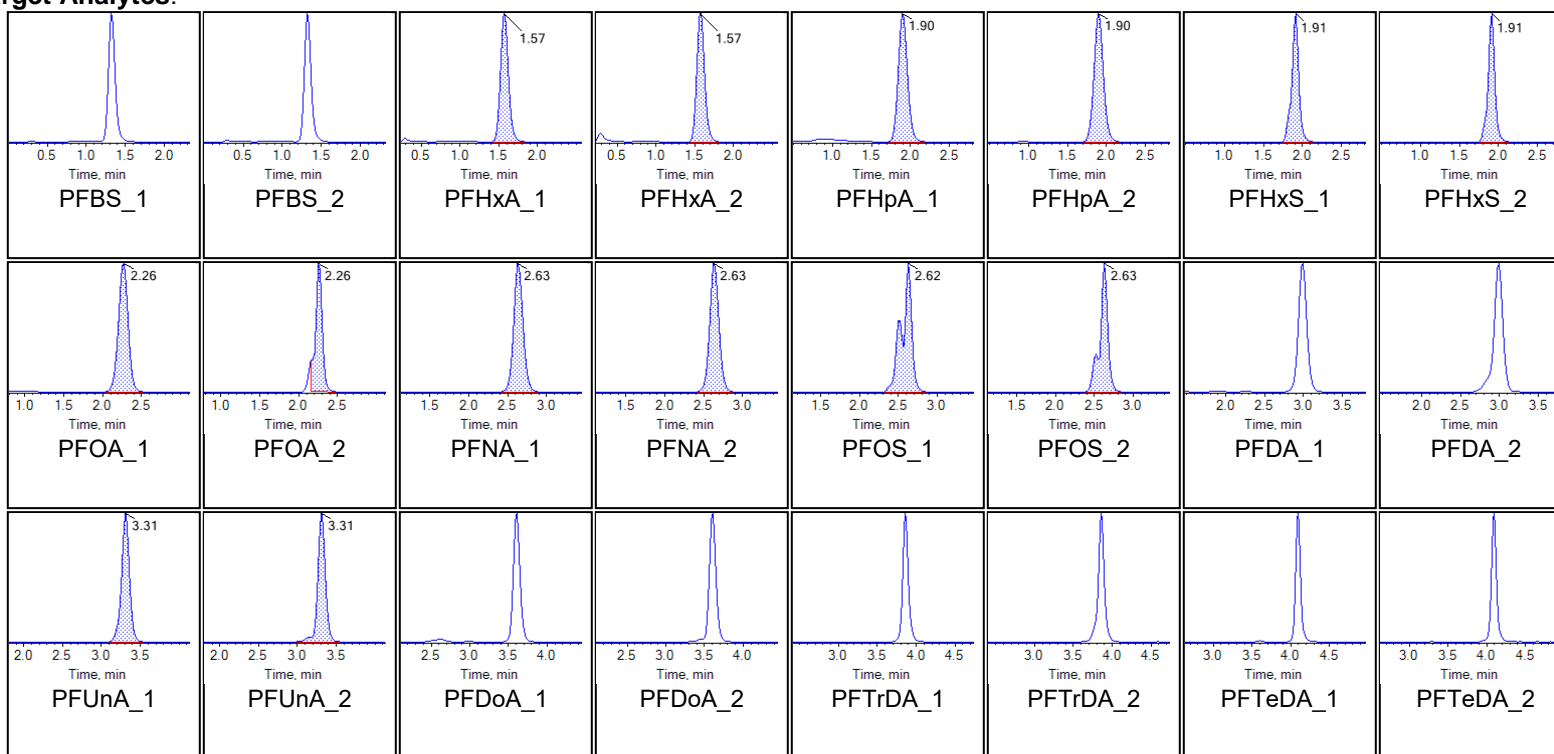 rget Analytes:
1.57 1.57 1.90 1.90 1.91 1.91
0.5 1.0 1.5 2.0 0.5 1.0 1.5 2.0 0.5 1.0 1.5 2.0 0.5 1.0 1.5 2.0 1.0 1.5 2.0 2.5 1.0 1.5 2.0 2.5 1.0 1.5 2.0 2.5 1.0 1.5 2.0 2.5
Time, min Time, min Time, min Time, min Time, min Time, min Time, min Time, min
PFBS_1 PFBS_2 PFHxA_1 PFHxA_2 PFHpA_1 PFHpA_2 PFHxS_1 PFHxS_2
2.26 2.26 2.63 2.63 2.62 2.63
1.0 1.5 2.0 2.5 1.0 1.5 2.0 2.5 1.5 2.0 2.5 3.0 1.5 2.0 2.5 3.0 1.5 2.0 2.5 3.0 1.5 2.0 2.5 3.0 2.0 2.5 3.0 3.5 2.0 2.5 3.0 3.5
Time, min Time, min Time, min Time, min Time, min Time, min Time, min Time, min
PFOA_1 PFOA_2 PFNA_1 PFNA_2 PFOS_1 PFOS_2 PFDA_1 PFDA_2
3.31 3.31
2.0 2.5 3.0 3.5 2.0 2.5 3.0 3.5 2.5 3.0 3.5 4.0 2.5 3.0 3.5 4.0 3.0 3.5 4.0 4.5 3.0 3.5 4.0 4.5 3.0 3.5 4.0 4.5 3.0 3.5 4.0 4.5
Time, min Time, min Time, min Time, min Time, min Time, min Time, min Time, min
PFUnA_1 PFUnA_2 PFDoA_1 PFDoA_2 PFTrDA_1 PFTrDA_2 PFTeDA_1 PFTeDA_2